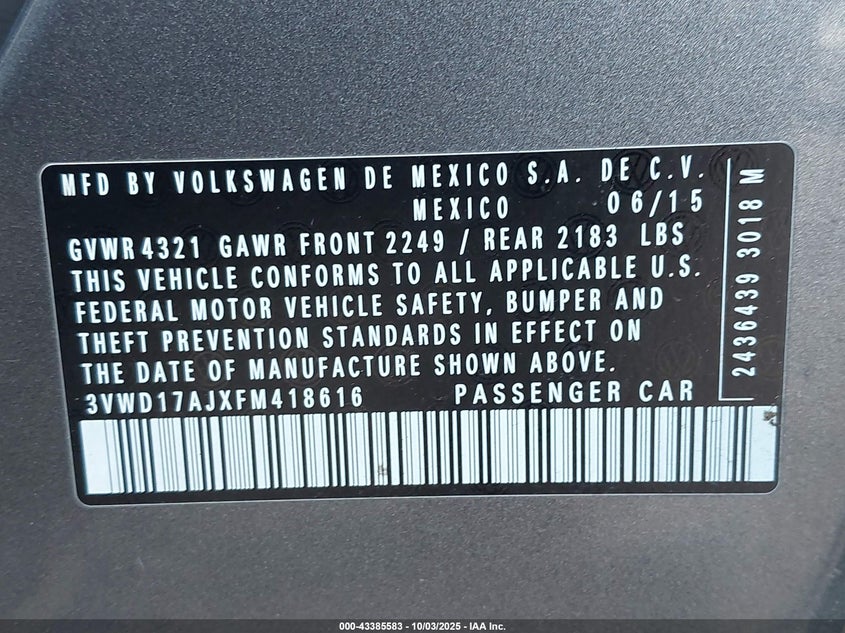 MFD BY VOLKSWAGEN DE MEXICO S.A. DE C.V.
MEXICO 06/15
GVWR 4321 GAWR FRONT 2249 / REAR 2183 LBS
THIS VEHICLE CONFORMS TO ALL APPLICABLE U.S.
FEDERAL MOTOR VEHICLE SAFETY, BUMPER AND
THEFT PREVENTION STANDARDS IN EFFECT ON
THE DATE OF MANUFACTURE SHOWN ABOVE.
3VWD17AJXFM418616 PASSENGER CAR
2436439 3018 M
000-43385583 - 10/03/2025 - IAA Inc.